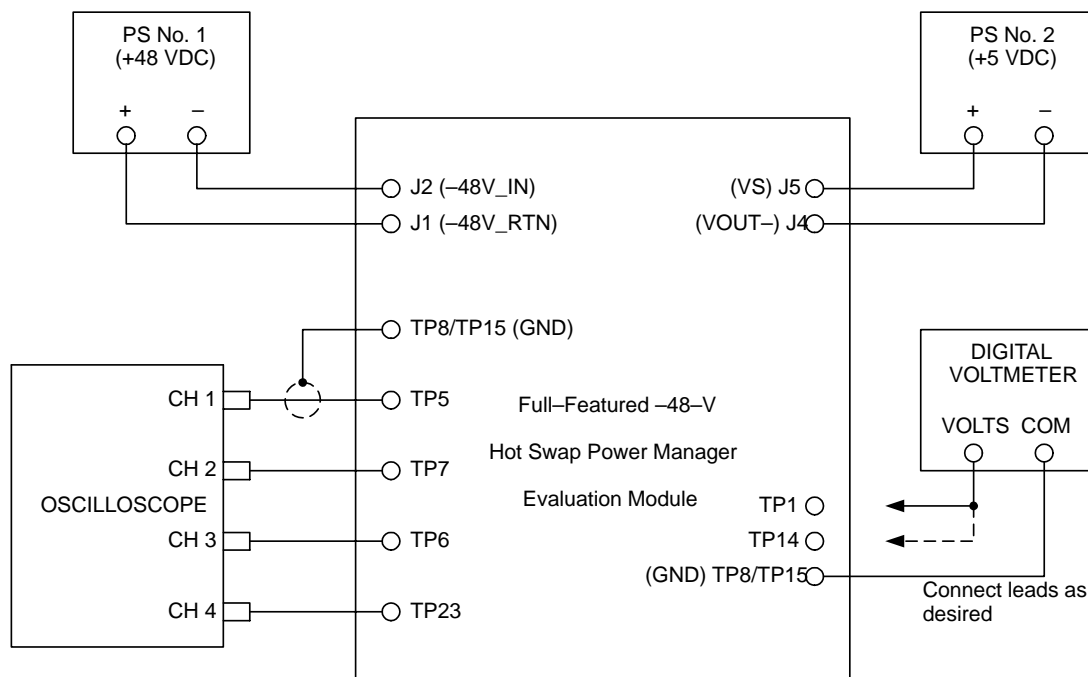 PS No. 1
(+48 VDC)
+ –
PS No. 2
(+5 VDC)
+ –
J2 (–48V_IN)
J1 (–48V_RTN)
(VS) J5
(VOUT–) J4
TP8/TP15 (GND)
DIGITAL
VOLTMETER
VOLTS COM
CH 1
TP5
CH 2
TP7
OSCILLOSCOPE
CH 3
TP6
CH 4
TP23
Full–Featured –48–V
Hot Swap Power Manager
Evaluation Module
TP1
TP14
(GND) TP8/TP15
Connect leads as
desired